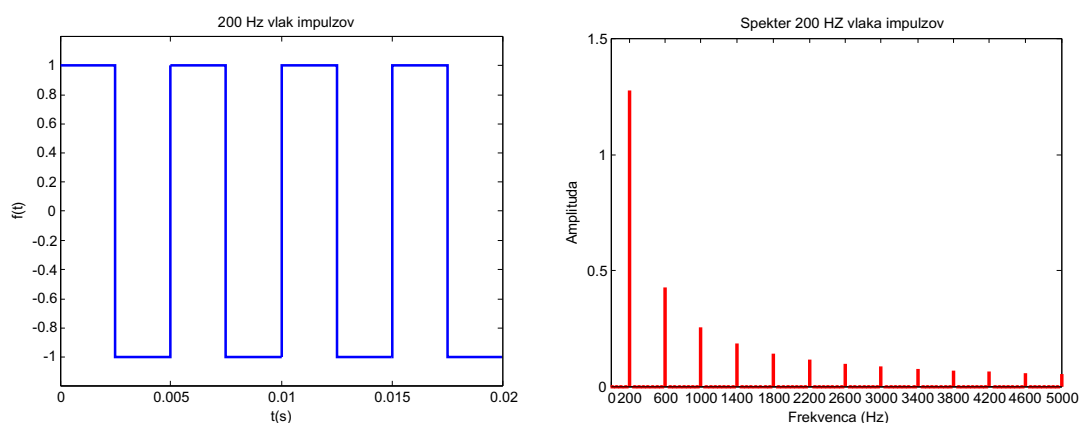 200 Hz vlak impulzov
1
0.8
0.6
0.4
0.2
0
-0.2
-0.4
-0.6
-0.8
-1
f(t)
0 0.005 0.01 0.015 0.02
t(s)
Spekter 200 HZ vlaka impulzov
1.5
1
0.5
0
Amplituda
0 200 600 1000 1400 1800 2200 2600 3000 3400 3800 4200 4600 5000
Frekvenca (Hz)